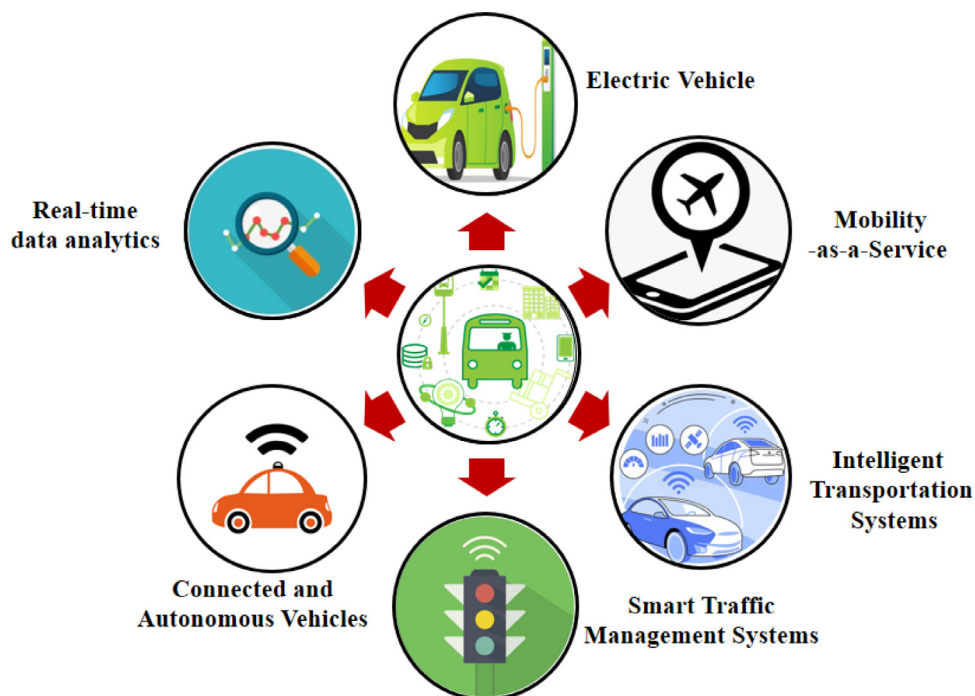 Electric Vehicle
Real-time
data analytics
Mobility
-as-a-Service
Intelligent
Transportation
Systems
Connected and
Autonomous Vehicles
Smart Traffic
Management Systems